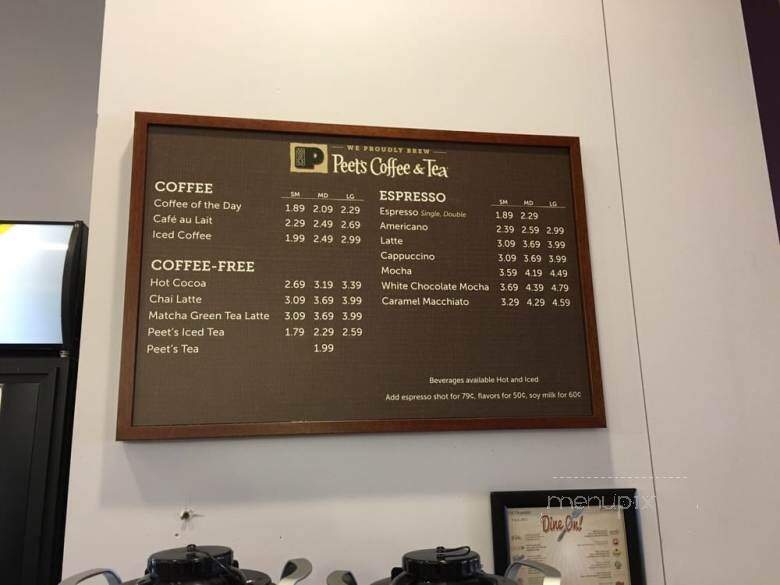 WE PROUDLY BREW
Peet's Coffee & Tea
COFFEE SM MD LG
Coffee of the Day 1.89 2.09 2.29
Café au Lait 2.29 2.49 2.69
Iced Coffee 1.99 2.49 2.99
COFFEE-FREE
Hot Cocoa 2.69 3.19 3.39
Chai Latte 3.09 3.69 3.99
Matcha Green Tea Latte 3.09 3.69 3.99
Peet's Iced Tea 1.79 2.29 2.59
Peet's Tea 1.99
ESPRESSO SM MD LG
Espresso Single, Double 1.89 2.29
Americano 2.39 2.59 2.99
Latte 3.09 3.69 3.99
Cappuccino 3.09 3.69 3.99
Mocha 3.59 4.19 4.49
White Chocolate Mocha 3.69 4.39 4.79
Caramel Macchiato 3.29 4.29 4.59
Beverages available Hot and Iced
Add espresso shot for 79¢, flavors for 50¢, soy milk for 60¢
menupix
Dine On!